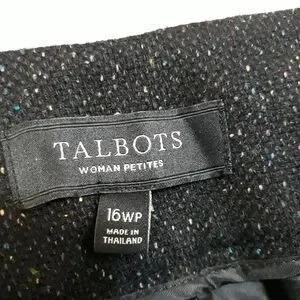 TALBOTS
WOMAN PETITES
16WP
MADE IN
THAILAND